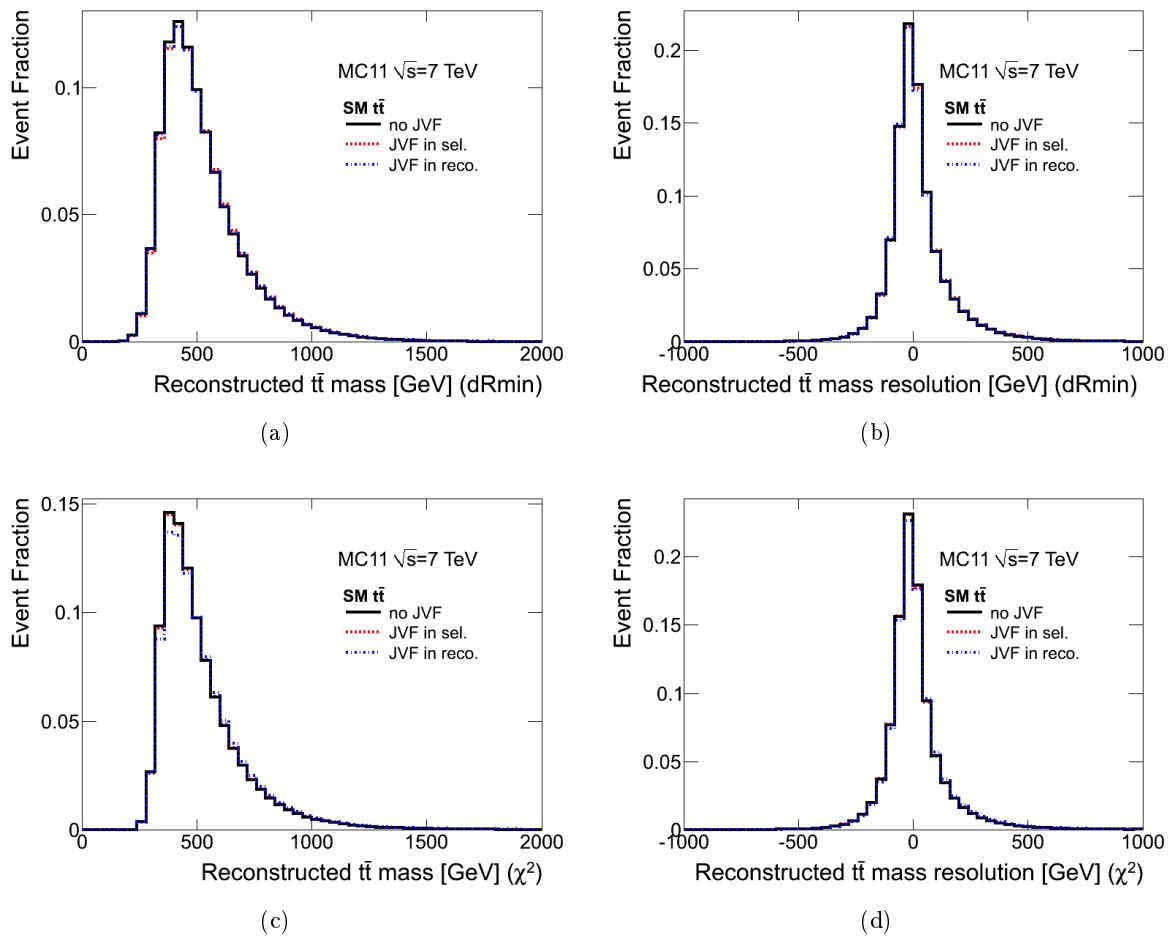 Event Fraction
0.1
0.05
0
MC11 √s=7 TeV
SM tt̄
no JVF
JVF in sel.
JVF in reco.
0 500 1000 1500 2000
Reconstructed tt̄ mass [GeV] (dRmin)
(a)
Event Fraction
0.2
0.15
0.1
0.05
0
MC11 √s=7 TeV
SM tt̄
no JVF
JVF in sel.
JVF in reco.
-1000 -500 0 500 1000
Reconstructed tt̄ mass resolution [GeV] (dRmin)
(b)
Event Fraction
0.15
0.1
0.05
0
MC11 √s=7 TeV
SM tt̄
no JVF
JVF in sel.
JVF in reco.
0 500 1000 1500 2000
Reconstructed tt̄ mass [GeV] (χ²)
(c)
Event Fraction
0.2
0.15
0.1
0.05
0
MC11 √s=7 TeV
SM tt̄
no JVF
JVF in sel.
JVF in reco.
-1000 -500 0 500 1000
Reconstructed tt̄ mass resolution [GeV] (χ²)
(d)